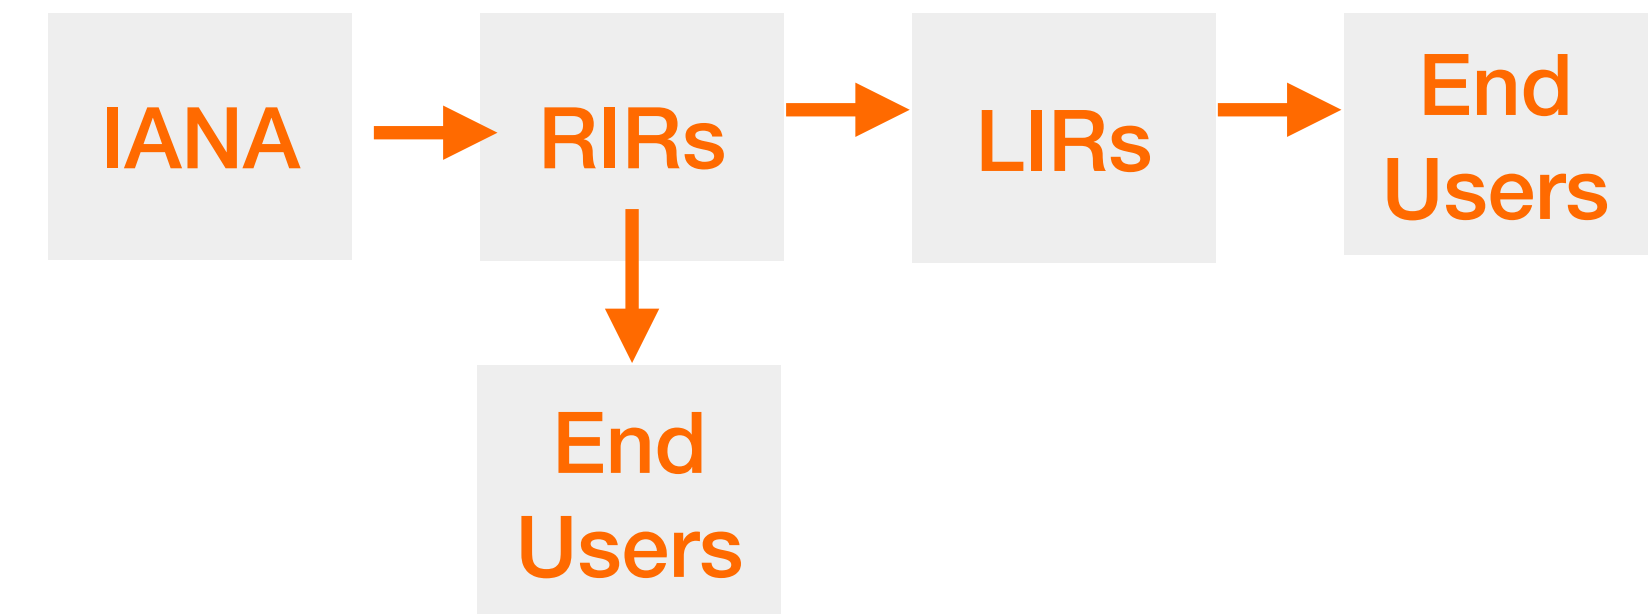 IANA
RIRs
LIRs
End
Users
End
Users